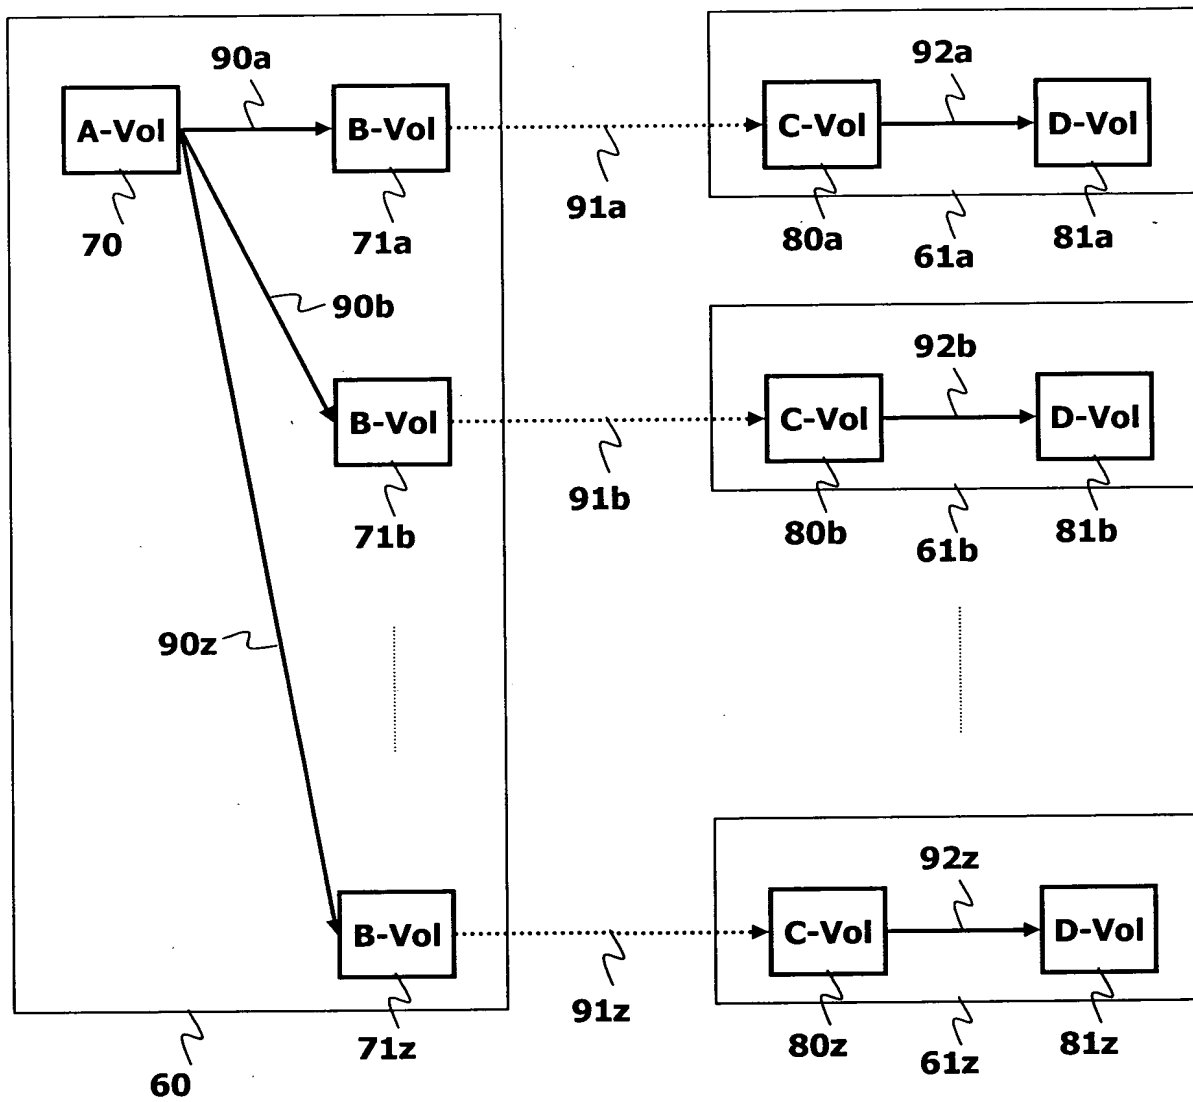 90a
92a
A-Vol
B-Vol
C-Vol
D-Vol
70
71a
91a
80a
61a
81a
90b
92b
B-Vol
C-Vol
D-Vol
71b
91b
80b
61b
81b
90z
92z
B-Vol
C-Vol
D-Vol
60
71z
91z
80z
61z
81z